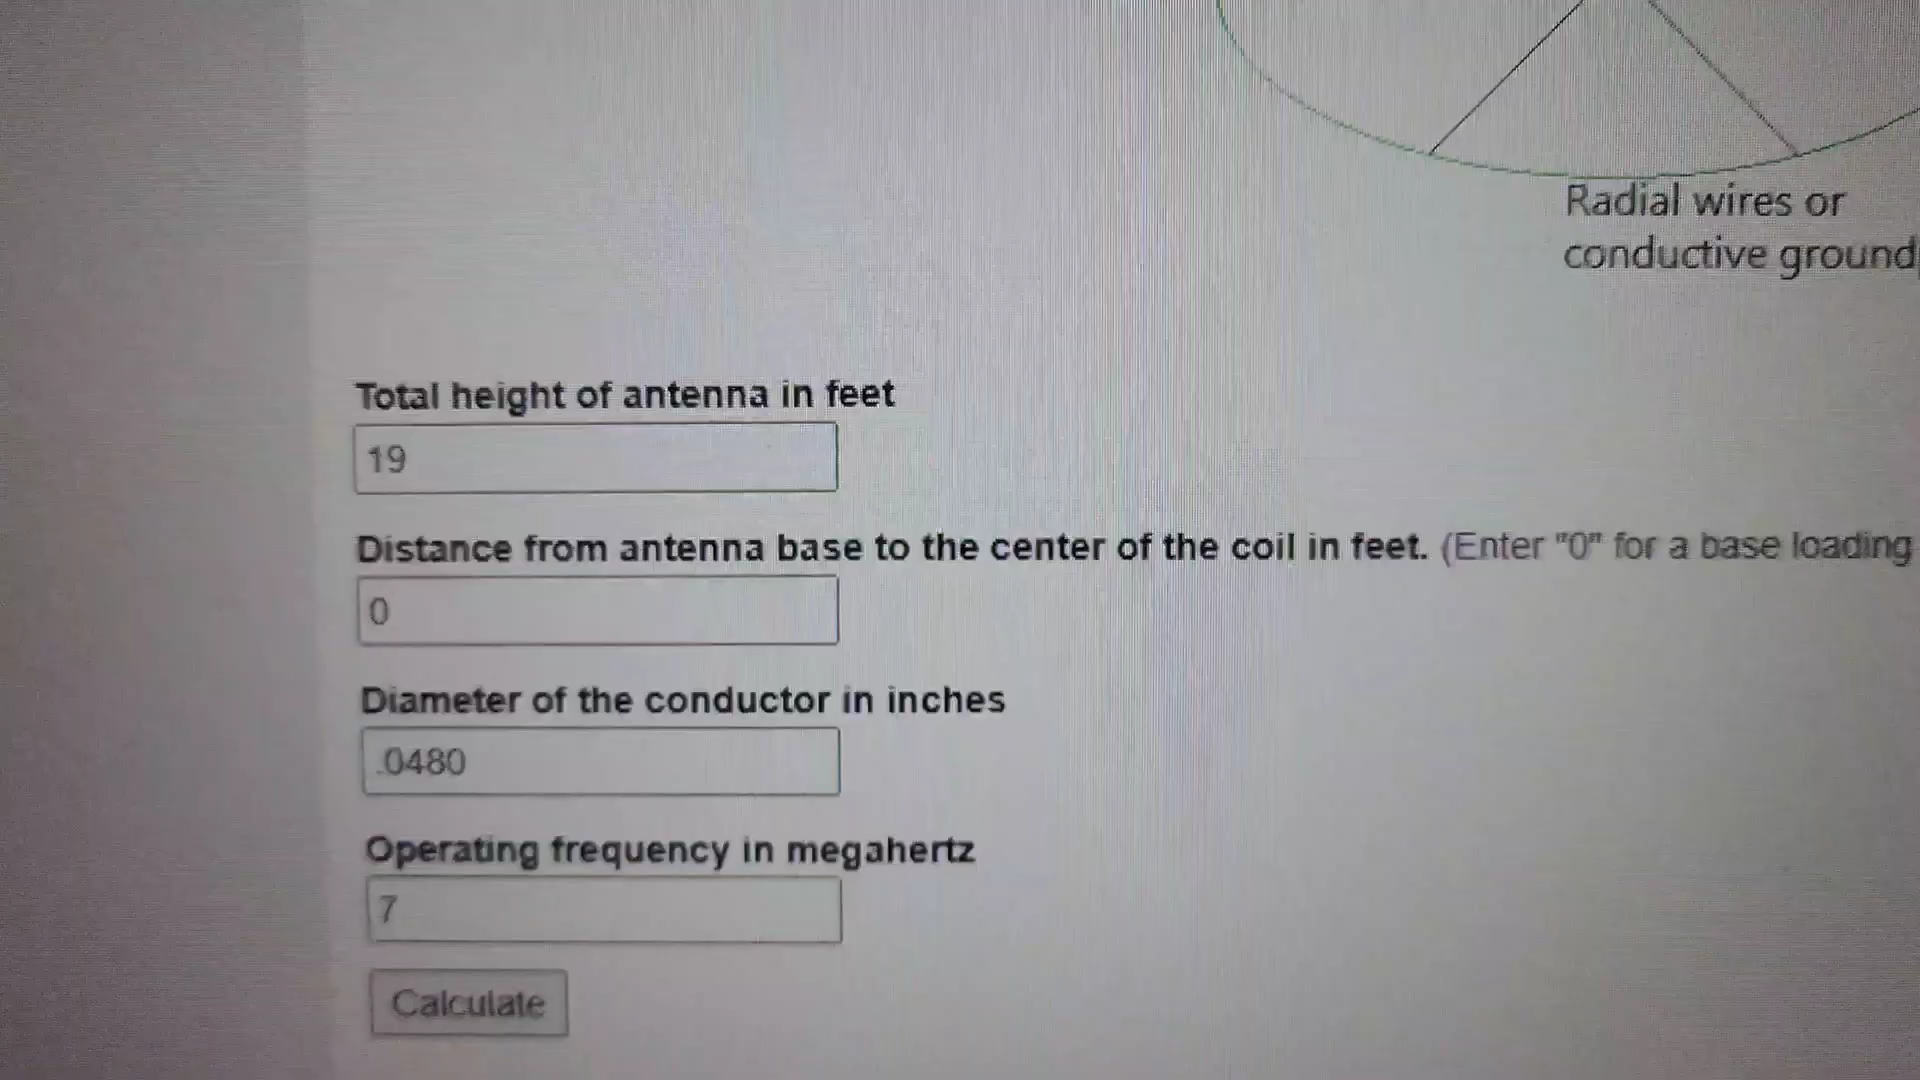 Radial wires or
conductive ground
Total height of antenna in feet
19
Distance from antenna base to the center of the coil in feet. (Enter "0" for a base loading
0
Diameter of the conductor in inches
.0480
Operating frequency in megahertz
7
Calculate